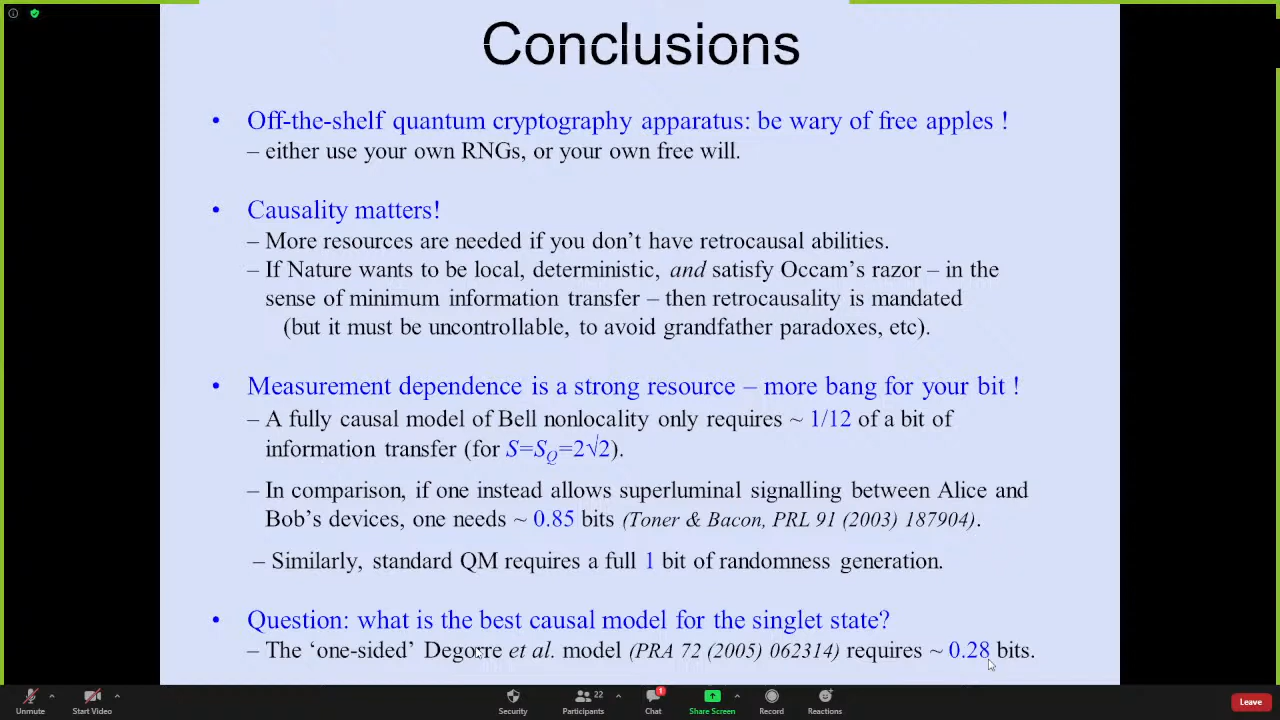 Conclusions
• Off-the-shelf quantum cryptography apparatus: be wary of free apples !
– either use your own RNGs, or your own free will.
• Causality matters!
– More resources are needed if you don’t have retrocausal abilities.
– If Nature wants to be local, deterministic, and satisfy Occam’s razor – in the
sense of minimum information transfer – then retrocausality is mandated
(but it must be uncontrollable, to avoid grandfather paradoxes, etc).
• Measurement dependence is a strong resource – more bang for your bit !
– A fully causal model of Bell nonlocality only requires ~ 1/12 of a bit of
information transfer (for S=SQ=2√2).
– In comparison, if one instead allows superluminal signalling between Alice and
Bob’s devices, one needs ~ 0.85 bits (Toner & Bacon, PRL 91 (2003) 187904).
– Similarly, standard QM requires a full 1 bit of randomness generation.
• Question: what is the best causal model for the singlet state?
– The ‘one-sided’ Degorre et al. model (PRA 72 (2005) 062314) requires ~ 0.28 bits.
Unmute Start Video Security Participants 22 Chat 1 Share Screen Record Reactions Leave